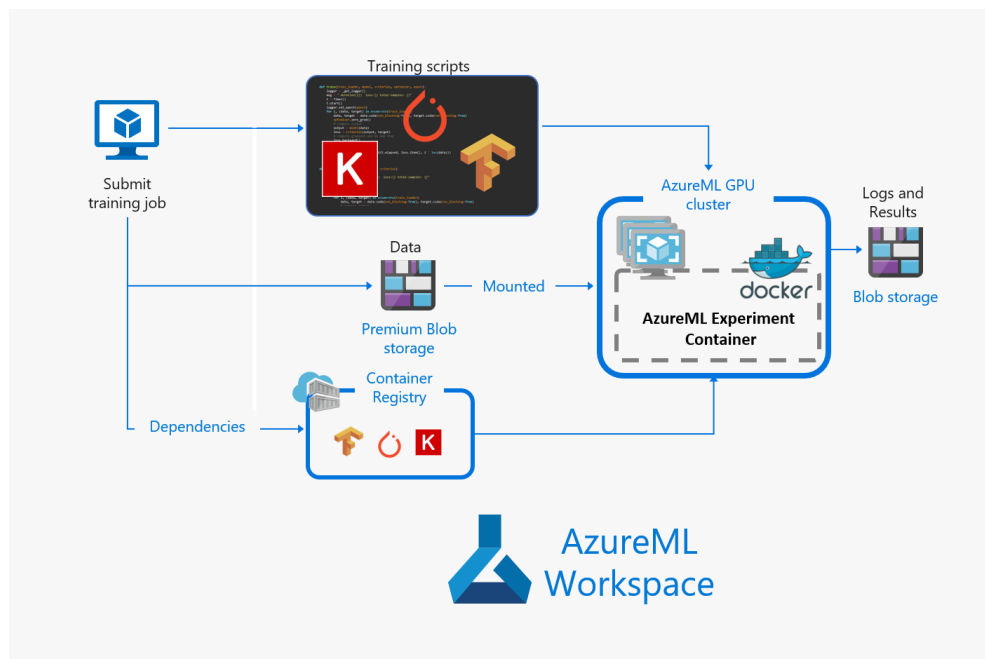 Training scripts
Submit
training job
K
AzureML GPU
cluster
Logs and
Results
Data
Mounted
docker
Blob storage
AzureML Experiment
Container
Premium Blob
storage
Container
Registry
Dependencies
K
AzureML
Workspace